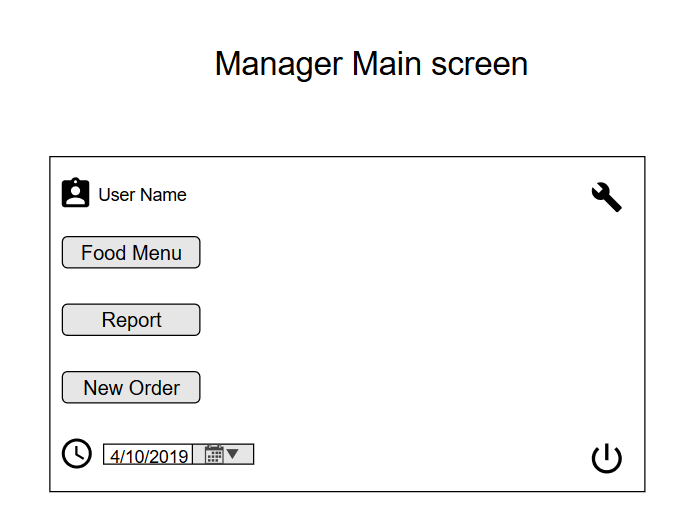 Manager Main screen
User Name
Food Menu
Report
New Order
4/10/2019